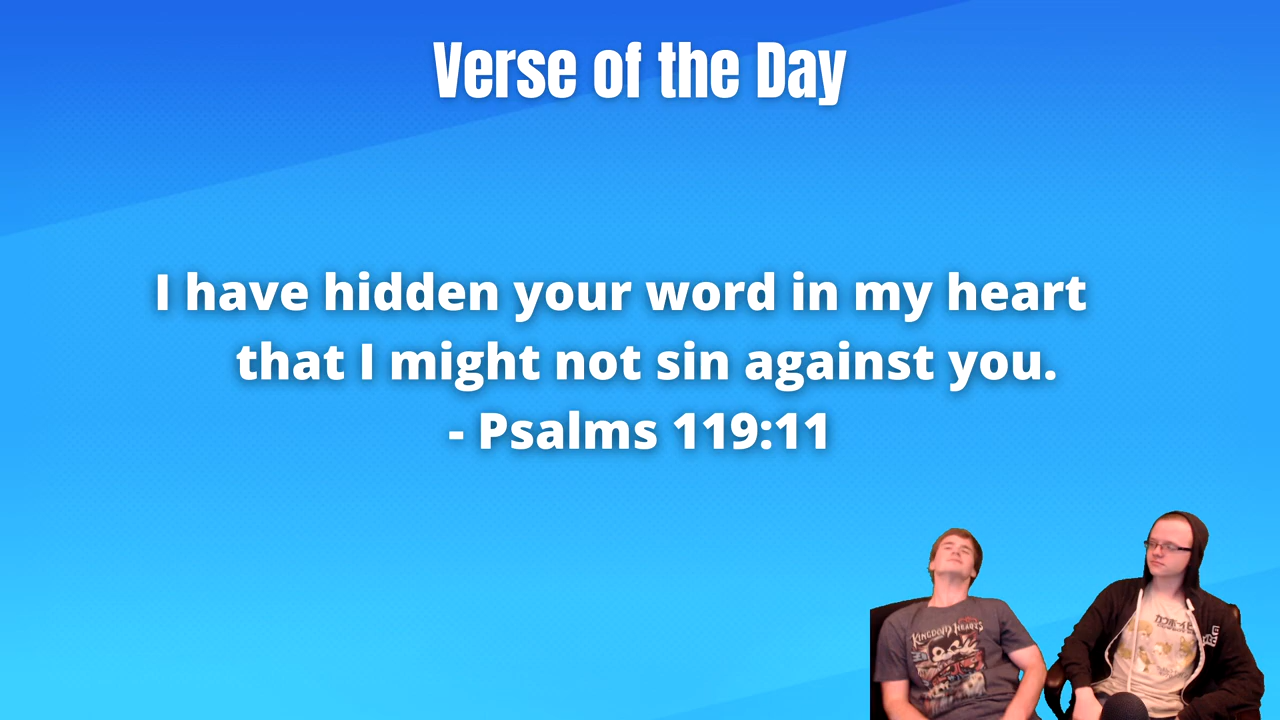 Verse of the Day
I have hidden your word in my heart
that I might not sin against you.
- Psalms 119:11
KINGDOM HEARTS